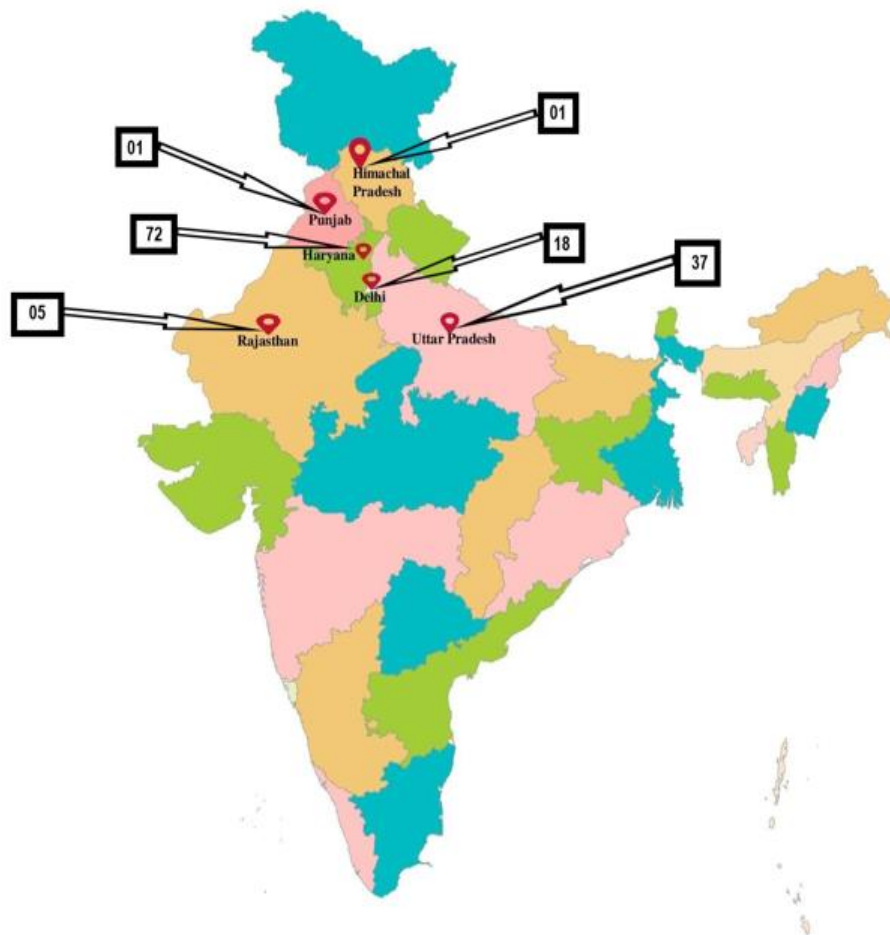 01
01
Himachal
Pradesh
Punjab
72
18
Haryana
37
Delhi
05
Rajasthan
Uttar Pradesh